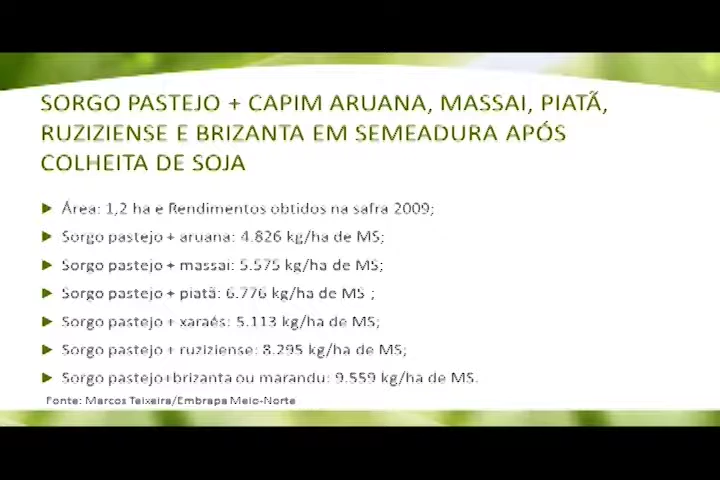 SORGO PASTEJO + CAPIM ARUANA, MASSAI, PIATÃ,
RUZIZIENSE E BRIZANTA EM SEMEADURA APÓS
COLHEITA DE SOJA
► Área: 1,2 ha e Rendimentos obtidos na safra 2009;
► Sorgo pastejo + aruana: 4.826 kg/ha de MS;
► Sorgo pastejo + massai: 5.575 kg/ha de MS;
► Sorgo pastejo + piatã: 6.776 kg/ha de MS ;
► Sorgo pastejo + xaraés: 5.113 kg/ha de MS;
► Sorgo pastejo + ruziziense: 8.295 kg/ha de MS;
► Sorgo pastejo+brizanta ou marandu: 9.559 kg/ha de MS.
Fonte: Marcos Teixeira/Embrapa Meio-Norte